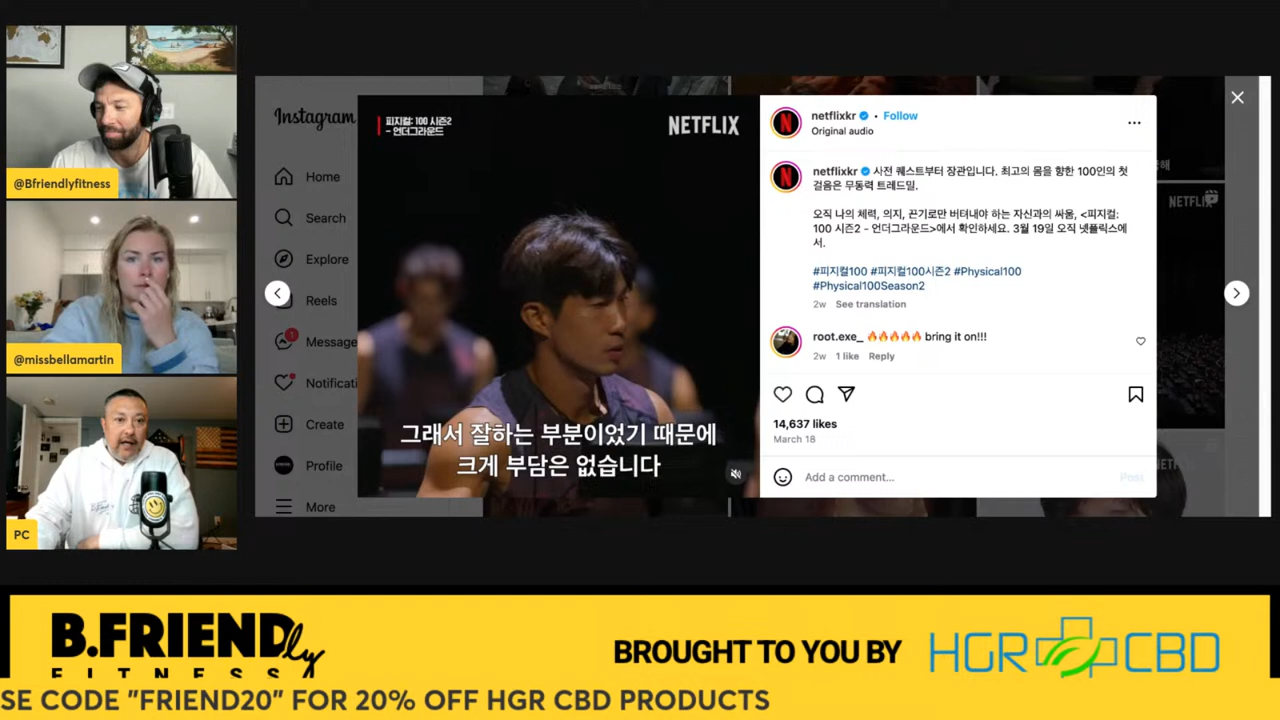 @Bfriendlyfitness
@missbellamartin
PC
Instagram
Home
Search
Explore
Reels
1
Message
Notificati
Create
Profile
More
피지컬: 100 시즌2
- 언더그라운드
NETFLIX
그래서 잘하는 부분이었기 때문에
크게 부담은 없습니다
netflixkr • Follow
Original audio
netflixkr 사전 퀘스트부터 장관입니다. 최고의 몸을 향한 100인의 첫
걸음은 무동력 트레드밀.
오직 나의 체력, 의지, 끈기로만 버텨내야 하는 자신과의 싸움, <피지컬:
100 시즌2 - 언더그라운드>에서 확인하세요. 3월 19일 오직 넷플릭스에
서.
#피지컬100 #피지컬100시즌2 #Physical100
#Physical100Season2
2w See translation
root.exe_ 🔥🔥🔥🔥🔥 bring it on!!!
2w 1 like Reply
14,637 likes
March 18
Add a comment...
Post
NETFLIX
B.FRIENDly
FITNESS
BROUGHT TO YOU BY
HGR CBD
SE CODE "FRIEND20" FOR 20% OFF HGR CBD PRODUCTS